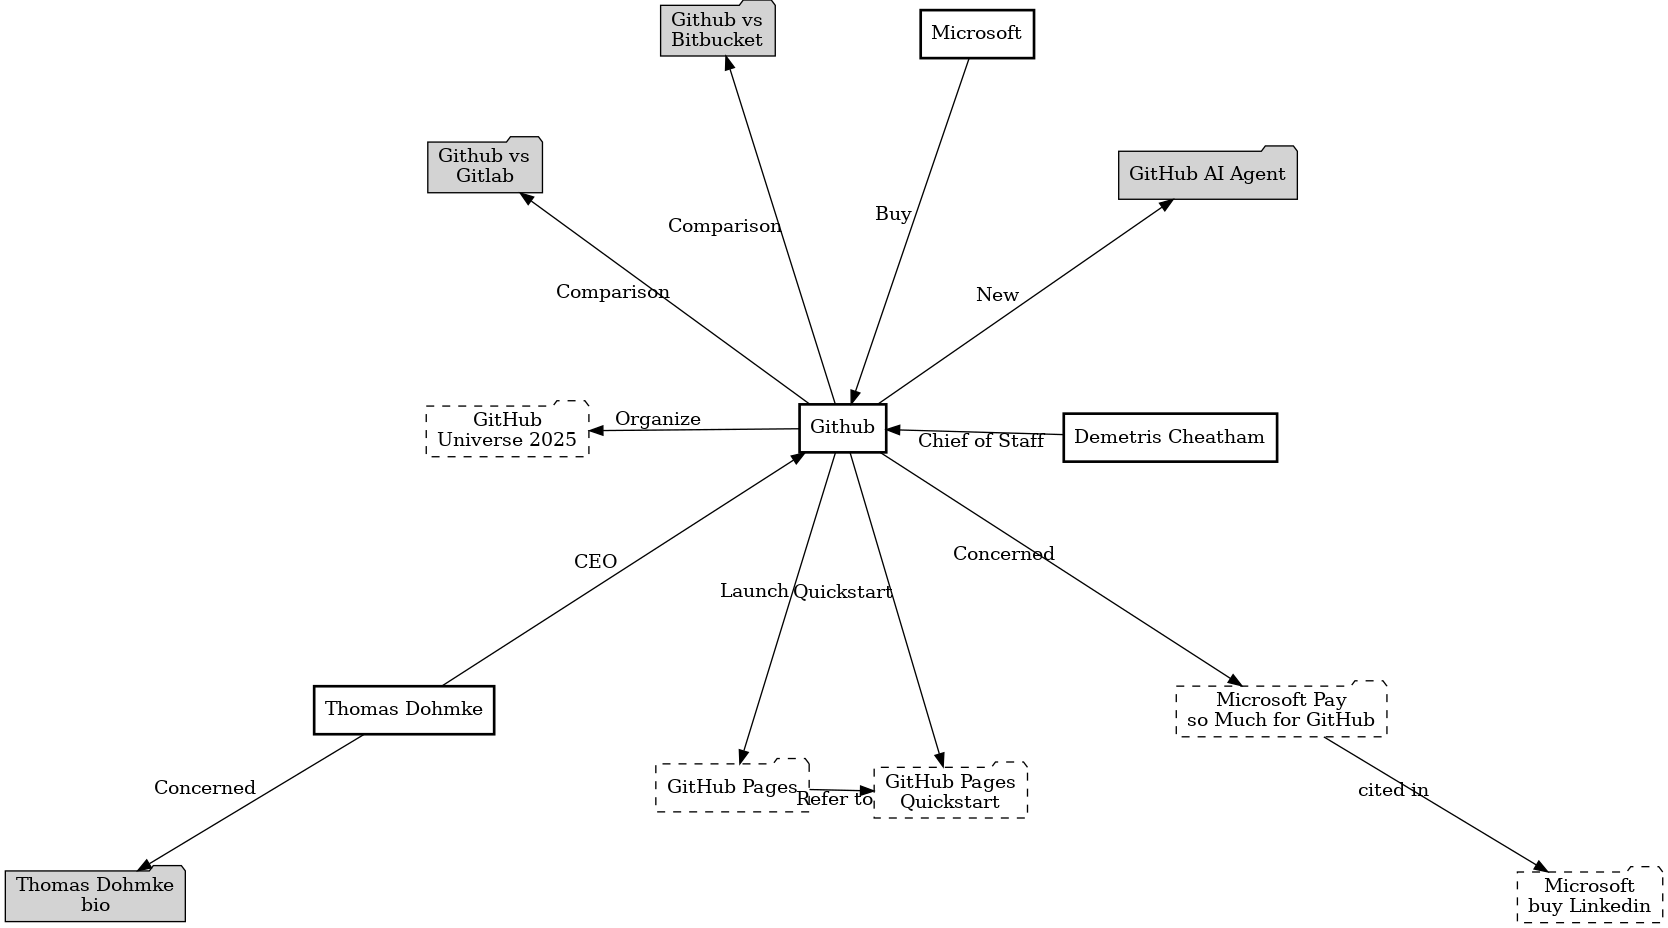 Github vs
Bitbucket
Microsoft
Github vs
Gitlab
GitHub AI Agent
Buy
Comparison
Comparison
New
GitHub
Universe 2025
Organize
Github
Chief of Staff
Demetris Cheatham
CEO
Concerned
Launch
Quickstart
Thomas Dohmke
Microsoft Pay
so Much for GitHub
Concerned
GitHub Pages
Refer to
GitHub Pages
Quickstart
cited in
Thomas Dohmke
bio
Microsoft
buy Linkedin